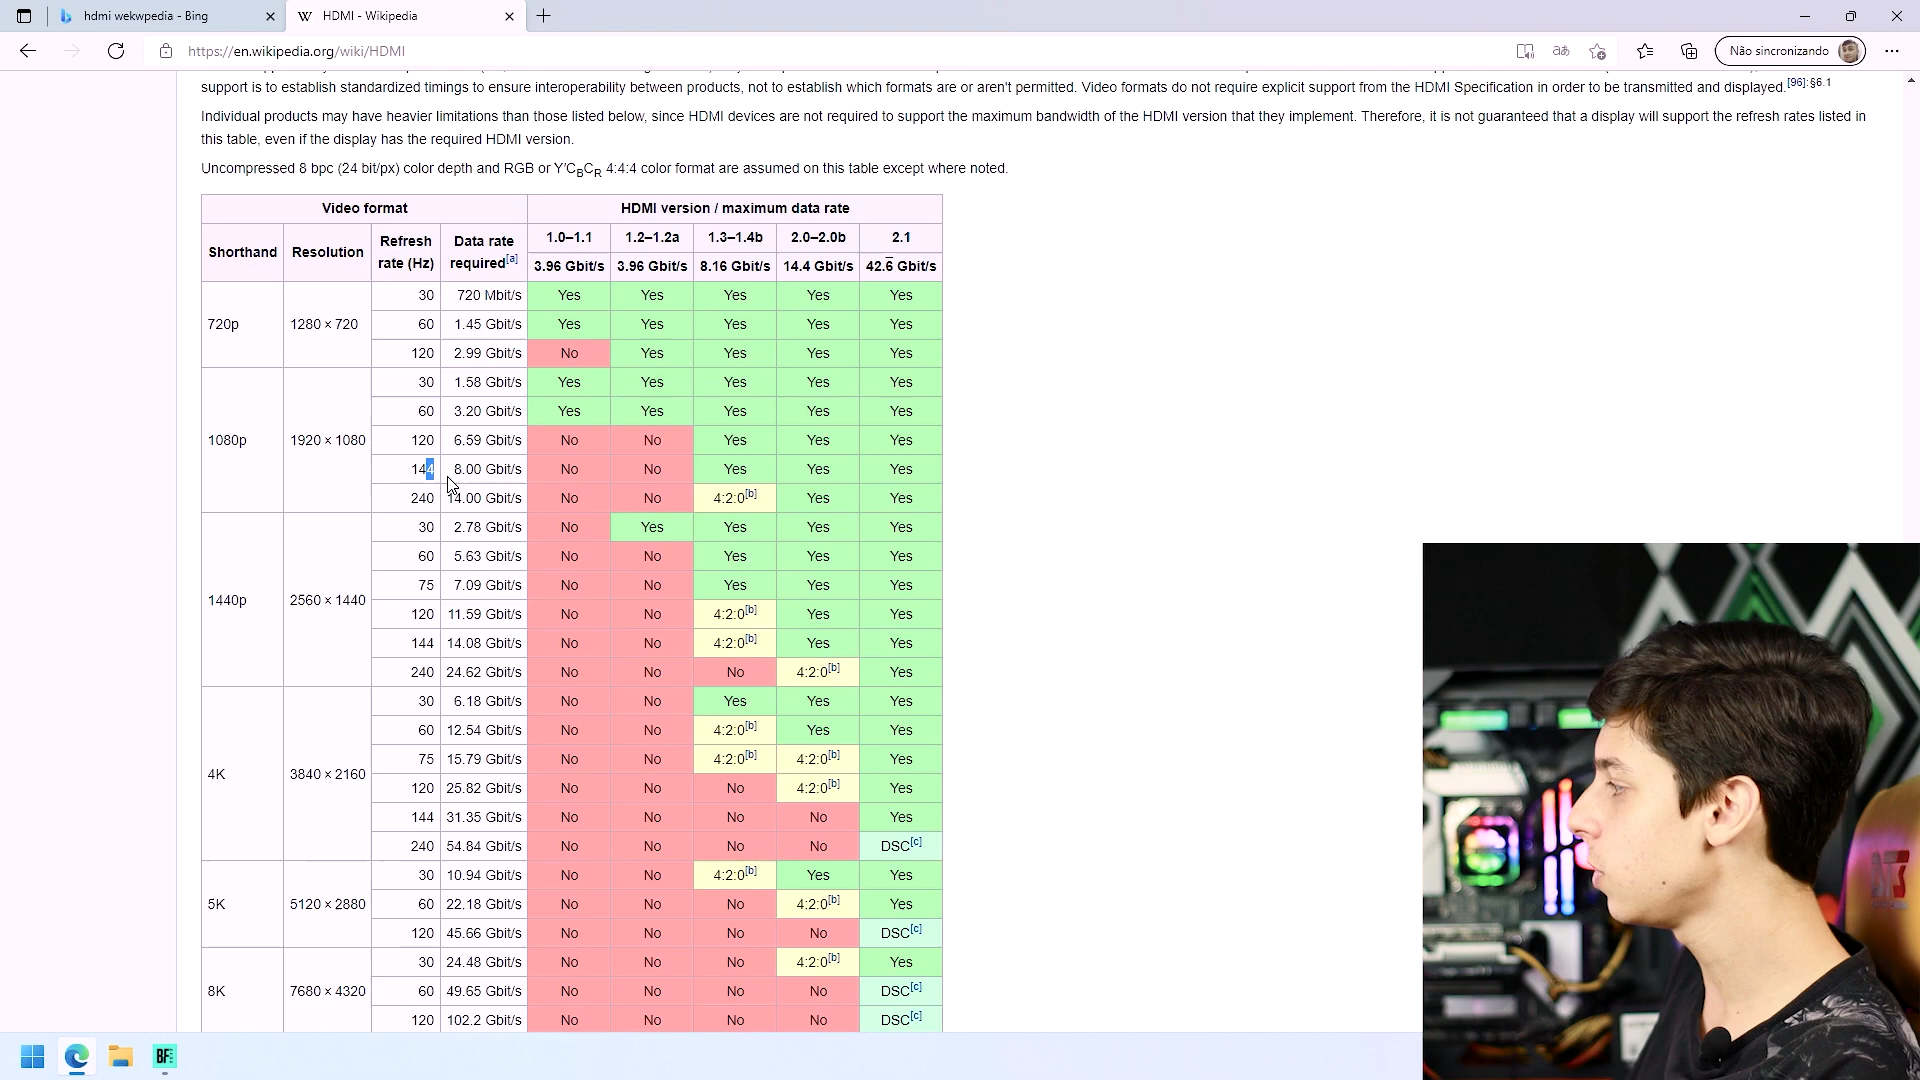 hdmi wekwpedia - Bing
W HDMI - Wikipedia
https://en.wikipedia.org/wiki/HDMI
Não sincronizando
support is to establish standardized timings to ensure interoperability between products, not to establish which formats are or aren't permitted. Video formats do not require explicit support from the HDMI Specification in order to be transmitted and displayed.[96]:§6.1
Individual products may have heavier limitations than those listed below, since HDMI devices are not required to support the maximum bandwidth of the HDMI version that they implement. Therefore, it is not guaranteed that a display will support the refresh rates listed in
this table, even if the display has the required HDMI version.
Uncompressed 8 bpc (24 bit/px) color depth and RGB or Y′CBCR 4:4:4 color format are assumed on this table except where noted.
Video format HDMI version / maximum data rate
Shorthand Resolution Refresh rate (Hz) Data rate required[a] 1.0–1.1 1.2–1.2a 1.3–1.4b 2.0–2.0b 2.1
3.96 Gbit/s 3.96 Gbit/s 8.16 Gbit/s 14.4 Gbit/s 42.6̅ Gbit/s
720p 1280 × 720 30 720 Mbit/s Yes Yes Yes Yes Yes
60 1.45 Gbit/s Yes Yes Yes Yes Yes
120 2.99 Gbit/s No Yes Yes Yes Yes
1080p 1920 × 1080 30 1.58 Gbit/s Yes Yes Yes Yes Yes
60 3.20 Gbit/s Yes Yes Yes Yes Yes
120 6.59 Gbit/s No No Yes Yes Yes
144 8.00 Gbit/s No No Yes Yes Yes
240 14.00 Gbit/s No No 4:2:0[b] Yes Yes
1440p 2560 × 1440 30 2.78 Gbit/s No Yes Yes Yes Yes
60 5.63 Gbit/s No No Yes Yes Yes
75 7.09 Gbit/s No No Yes Yes Yes
120 11.59 Gbit/s No No 4:2:0[b] Yes Yes
144 14.08 Gbit/s No No 4:2:0[b] Yes Yes
240 24.62 Gbit/s No No No 4:2:0[b] Yes
4K 3840 × 2160 30 6.18 Gbit/s No No Yes Yes Yes
60 12.54 Gbit/s No No 4:2:0[b] Yes Yes
75 15.79 Gbit/s No No 4:2:0[b] 4:2:0[b] Yes
120 25.82 Gbit/s No No No 4:2:0[b] Yes
144 31.35 Gbit/s No No No No Yes
240 54.84 Gbit/s No No No No DSC[c]
5K 5120 × 2880 30 10.94 Gbit/s No No 4:2:0[b] Yes Yes
60 22.18 Gbit/s No No No 4:2:0[b] Yes
120 45.66 Gbit/s No No No No DSC[c]
8K 7680 × 4320 30 24.48 Gbit/s No No No 4:2:0[b] Yes
60 49.65 Gbit/s No No No No DSC[c]
120 102.2 Gbit/s No No No No DSC[c]
BF